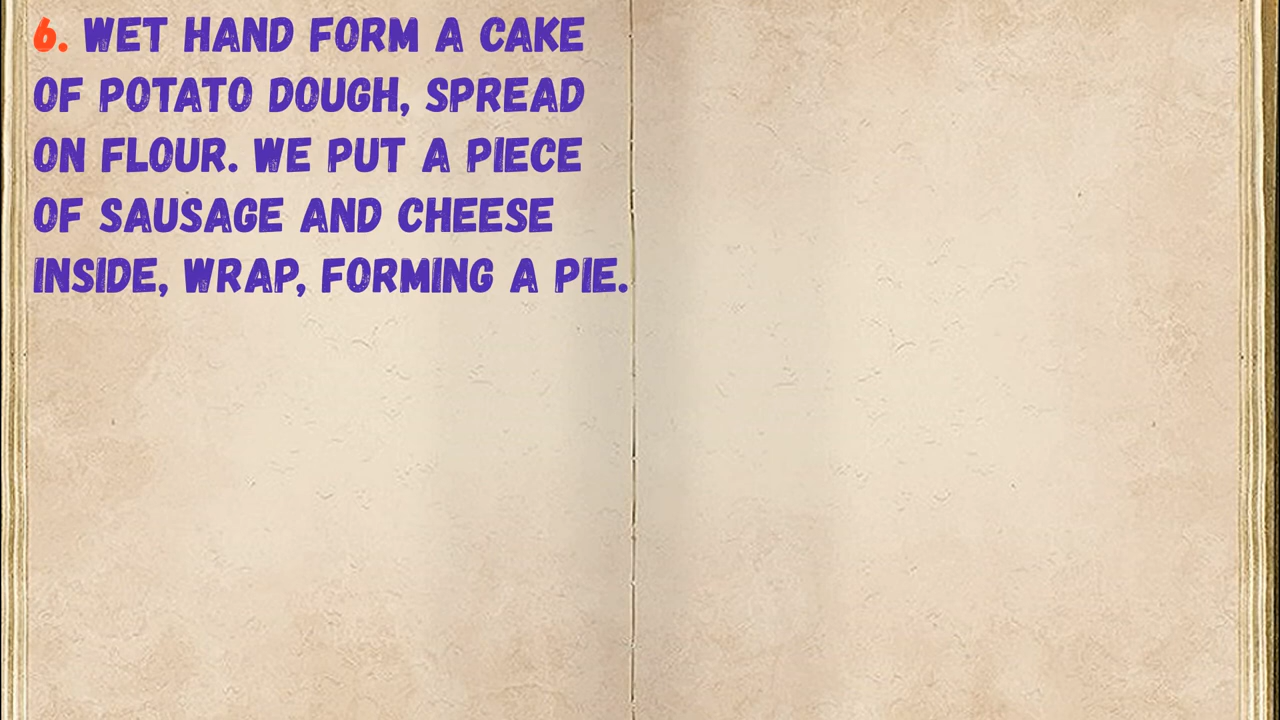 6. WET HAND FORM A CAKE
OF POTATO DOUGH, SPREAD
ON FLOUR. WE PUT A PIECE
OF SAUSAGE AND CHEESE
INSIDE, WRAP, FORMING A PIE.